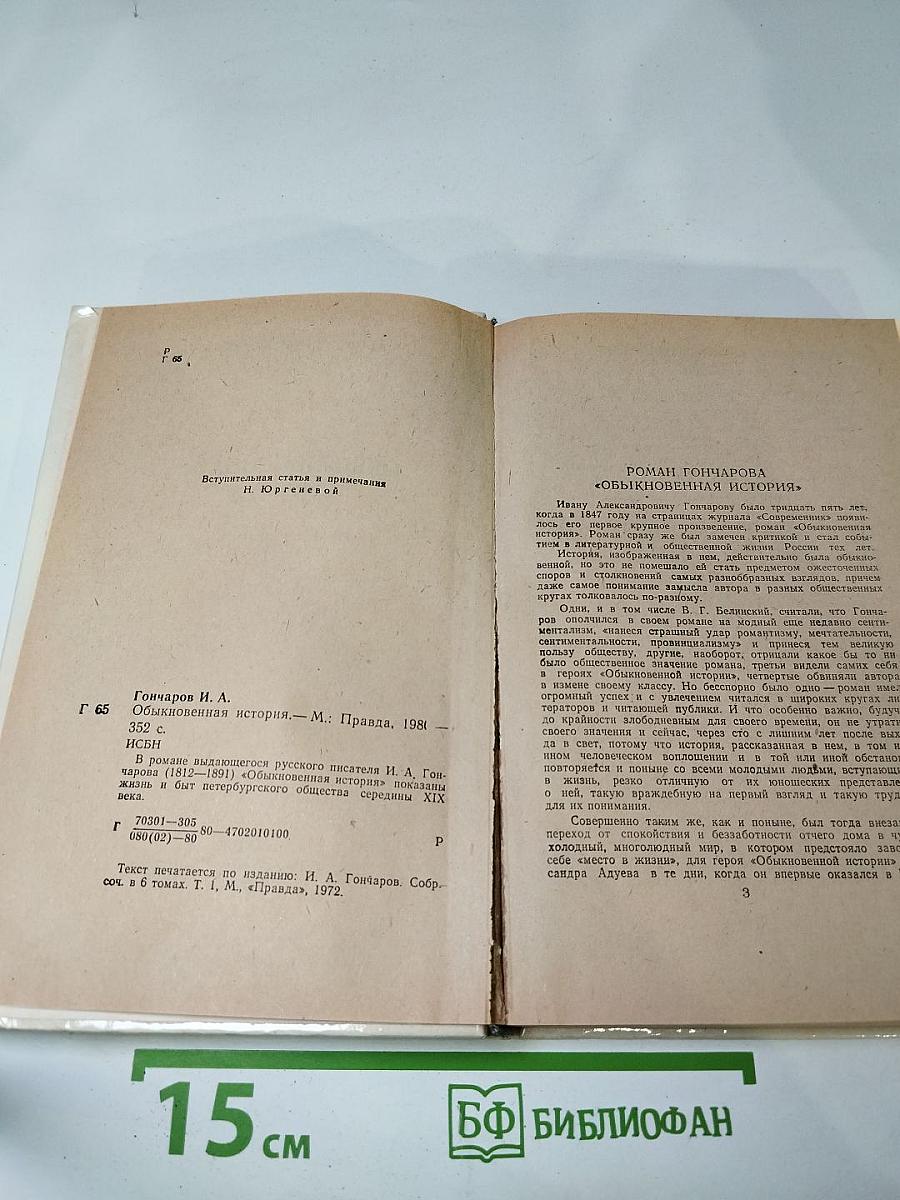 Р
Г 65
Вступительная статья и примечания
Н. Юргеневой
Гончаров И. А.
Г 65
Обыкновенная история.— М.: Правда, 198 —
352 с.
ИСБН
В романе выдающегося русского писателя И. А. Гон-
чарова (1812—1891) «Обыкновенная история» показаны
жизнь и быт петербургского общества середины XIX
века.
Г 70301—305
080(02)—80 80—4702010100.
Р
Текст печатается по изданию: И. А. Гончаров. Собр.
соч. в 6 томах. Т. 1, М., «Правда», 1972.
РОМАН ГОНЧАРОВА
«ОБЫКНОВЕННАЯ ИСТОРИЯ»
Ивану Александровичу Гончарову было тридцать пять лет,
когда в 1847 году на страницах журнала «Современник» появи-
лось его первое крупное произведение, роман «Обыкновенная
история». Роман сразу же был замечен критикой и стал собы-
тием в литературной и общественной жизни России тех лет.
История, изображенная в нем, действительно была обыкно-
венной, но это не помешало ей стать предметом ожесточенных
споров и столкновений самых разнообразных взглядов, причем
даже самое понимание замысла автора в разных общественных
кругах толковалось по-разному.
Одни, и в том числе В. Г. Белинский, считали, что Гонча-
ров ополчился в своем романе на модный еще недавно сенти-
ментализм, «нанеся страшный удар романтизму, мечтательности,
сентиментальности, провинциализму» и принеся тем великую
пользу обществу, другие, наоборот, отрицали какое бы то ни
было общественное значение романа, третьи видели самих себя
в героях «Обыкновенной истории», четвертые обвиняли автора
в измене своему классу. Но бесспорно было одно — роман имел
огромный успех и с увлечением читался в широких кругах ли
тераторов и читающей публики. И что особенно важно, будуч
до крайности злободневным для своего времени, он не утрати
своего значения и сейчас, через сто с лишним лет после вых
да в свет, потому что история, рассказанная в нем, в том и
ином человеческом воплощении и в той или иной обстанов
повторяется и поныне со всеми молодыми людьми, вступающи
в жизнь, резко отличную от их юношеских представле
о ней, такую враждебную на первый взгляд и такую труд
для их понимания.
Совершенно таким же, как и поныне, был тогда внеза
переход от спокойствия и беззаботности отчего дома в чу
холодный, многолюдный мир, в котором предстояло заво
себе «место в жизни», для героя «Обыкновенной истории»
сандра Адуева в те дни, когда он впервые оказался в
3
15 см
БФ БИБЛИОФАН